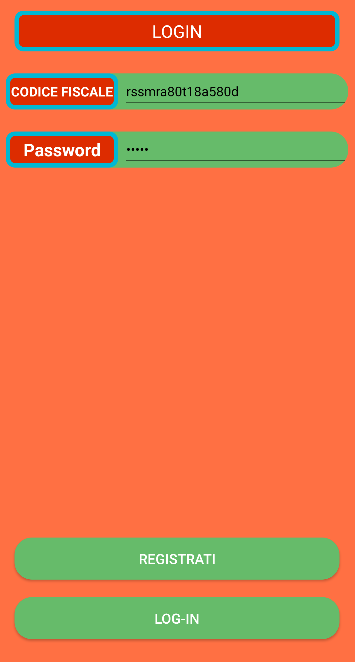 LOGIN
CODICE FISCALE rssmra80t18a580d
Password •••••
REGISTRATI
LOG-IN